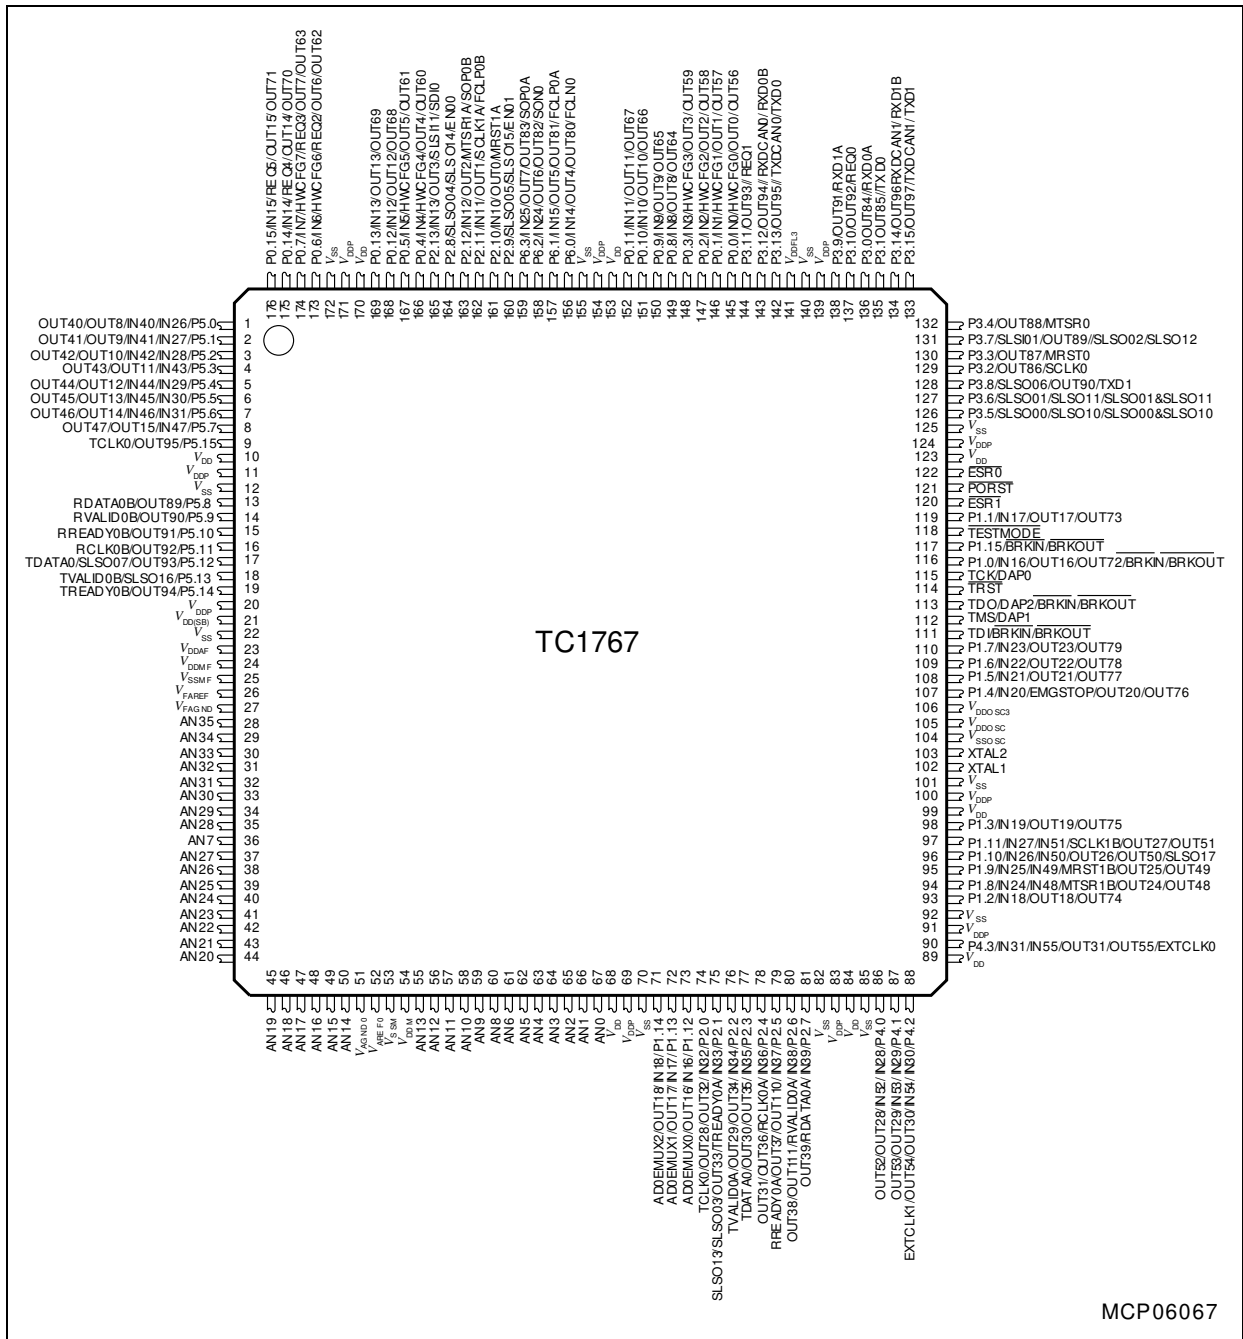 P0.15/IN15/REQ5/OUT15/OUT71
P0.14/IN14/REQ4/OUT14/OUT70
P0.7/IN7/HWCFG7/REQ3/OUT7/OUT63
P0.6/IN6/HWCFG6/REQ2/OUT6/OUT62
VSS
VDDP
VDD
P0.13/IN13/OUT13/OUT69
P0.12/IN12/OUT12/OUT68
P0.5/IN5/HWCFG5/OUT5/OUT61
P0.4/IN4/HWCFG4/OUT4/OUT60
P2.13/IN13/OUT3/SLSI11/SDI0
P2.8/SLSO04/SLSO14/EN00
P2.12/IN12/OUT2/MTSR1A/SOP0B
P2.11/IN11/OUT1/SCLK1A/FCLP0B
P2.10/IN10/OUT0/MRST1A
P2.9/SLSO05/SLSO15/EN01
P6.3/IN25/OUT7/OUT83/SOP0A
P6.2/IN24/OUT6/OUT82/SON0
P6.1/IN15/OUT5/OUT81/FCLP0A
P6.0/IN14/OUT4/OUT80/FCLN0
VSS
VDDP
VDD
P0.11/IN11/OUT11/OUT67
P0.10/IN10/OUT10/OUT66
P0.9/IN9/OUT9/OUT65
P0.8/IN8/OUT8/OUT64
P0.3/IN3/HWCFG3/OUT3/OUT59
P0.2/IN2/HWCFG2/OUT2/OUT58
P0.1/IN1/HWCFG1/OUT1/OUT57
P0.0/IN0/HWCFG0/OUT0/OUT56
P3.11/OUT93//REQ1
P3.12/OUT94//RXDCAN0/RXD0B
P3.13/OUT95//TXDCAN0/TXD0
VDDFL3
VSS
VDDP
P3.9/OUT91/RXD1A
P3.10/OUT92/REQ0
P3.0OUT84//RXD0A
P3.1OUT85//TXD0
P3.14/OUT96RXDCAN1/RXD1B
P3.15/OUT97/TXDCAN1/TXD1
176 175 174 173 172 171 170 169 168 167 166 165 164 163 162 161 160 159 158 157 156 155 154 153 152 151 150 149 148 147 146 145 144 143 142 141 140 139 138 137 136 135 134 133
OUT40/OUT8/IN40/IN26/P5.0 1
OUT41/OUT9/IN41/IN27/P5.1 2
OUT42/OUT10/IN42/IN28/P5.2 3
OUT43/OUT11/IN43/P5.3 4
OUT44/OUT12/IN44/IN29/P5.4 5
OUT45/OUT13/IN45/IN30/P5.5 6
OUT46/OUT14/IN46/IN31/P5.6 7
OUT47/OUT15/IN47/P5.7 8
TCLK0/OUT95/P5.15 9
VDD 10
VDDP 11
VSS 12
RDATA0B/OUT89/P5.8 13
RVALID0B/OUT90/P5.9 14
RREADY0B/OUT91/P5.10 15
RCLK0B/OUT92/P5.11 16
TDATA0/SLSO07/OUT93/P5.12 17
TVALID0B/SLSO16/P5.13 18
TREADY0B/OUT94/P5.14 19
VDDP 20
VDD(SB) 21
VSS 22
VDDAF 23
VDDMF 24
VSSMF 25
VFAREF 26
VFAGND 27
AN35 28
AN34 29
AN33 30
AN32 31
AN31 32
AN30 33
AN29 34
AN28 35
AN7 36
AN27 37
AN26 38
AN25 39
AN24 40
AN23 41
AN22 42
AN21 43
AN20 44
TC1767
132 P3.4/OUT88/MTSR0
131 P3.7/SLSI01/OUT89//SLSO02/SLSO12
130 P3.3/OUT87/MRST0
129 P3.2/OUT86/SCLK0
128 P3.8/SLSO06/OUT90/TXD1
127 P3.6/SLSO01/SLSO11/SLSO01&SLSO11
126 P3.5/SLSO00/SLSO10/SLSO00&SLSO10
125 VSS
124 VDDP
123 VDD
122 ESR0
121 PORST
120 ESR1
119 P1.1/IN17/OUT17/OUT73
118 TESTMODE
117 P1.15/BRKIN/BRKOUT
116 P1.0/IN16/OUT16/OUT72/BRKIN/BRKOUT
115 TCK/DAP0
114 TRST
113 TDO/DAP2/BRKIN/BRKOUT
112 TMS/DAP1
111 TDI/BRKIN/BRKOUT
110 P1.7/IN23/OUT23/OUT79
109 P1.6/IN22/OUT22/OUT78
108 P1.5/IN21/OUT21/OUT77
107 P1.4/IN20/EMGSTOP/OUT20/OUT76
106 VDDOSC3
105 VDDOSC
104 VSSOSC
103 XTAL2
102 XTAL1
101 VSS
100 VDDP
99 VDD
98 P1.3/IN19/OUT19/OUT75
97 P1.11/IN27/IN51/SCLK1B/OUT27/OUT51
96 P1.10/IN26/IN50/OUT26/OUT50/SLSO17
95 P1.9/IN25/IN49/MRST1B/OUT25/OUT49
94 P1.8/IN24/IN48/MTSR1B/OUT24/OUT48
93 P1.2/IN18/OUT18/OUT74
92 VSS
91 VDDP
90 P4.3/IN31/IN55/OUT31/OUT55/EXTCLK0
89 VDD
45 46 47 48 49 50 51 52 53 54 55 56 57 58 59 60 61 62 63 64 65 66 67 68 69 70 71 72 73 74 75 76 77 78 79 80 81 82 83 84 85 86 87 88
AN19
AN18
AN17
AN16
AN15
AN14
VAGND0
VAREF0
VSSM
VDDM
AN13
AN12
AN11
AN10
AN9
AN8
AN6
AN5
AN4
AN3
AN2
AN1
AN0
VDD
VDDP
VSS
AD0EMUX2/OUT18/IN18/P1.14
AD0EMUX1/OUT17/IN17/P1.13
AD0EMUX0/OUT16/IN16/P1.12
TCLK0/OUT28/OUT32/IN32/P2.0
SLSO13/SLSO03/OUT33/TREADY0A/IN33/P2.1
TVALID0A/OUT29/OUT34/IN34/P2.2
TDATA0/OUT30/OUT35/IN35/P2.3
OUT31/OUT36/RCLK0A/IN36/P2.4
RREADY0A/OUT37/OUT110/IN37/P2.5
OUT38/OUT111/RVALID0A/IN38/P2.6
OUT39/RDATA0A/IN39/P2.7
VSS
VDDP
VDD
VSS
OUT52/OUT28/IN52/IN28/P4.0
OUT53/OUT29/IN53/IN29/P4.1
EXTCLK1/OUT54/OUT30/IN54/IN30/P4.2
MCP06067